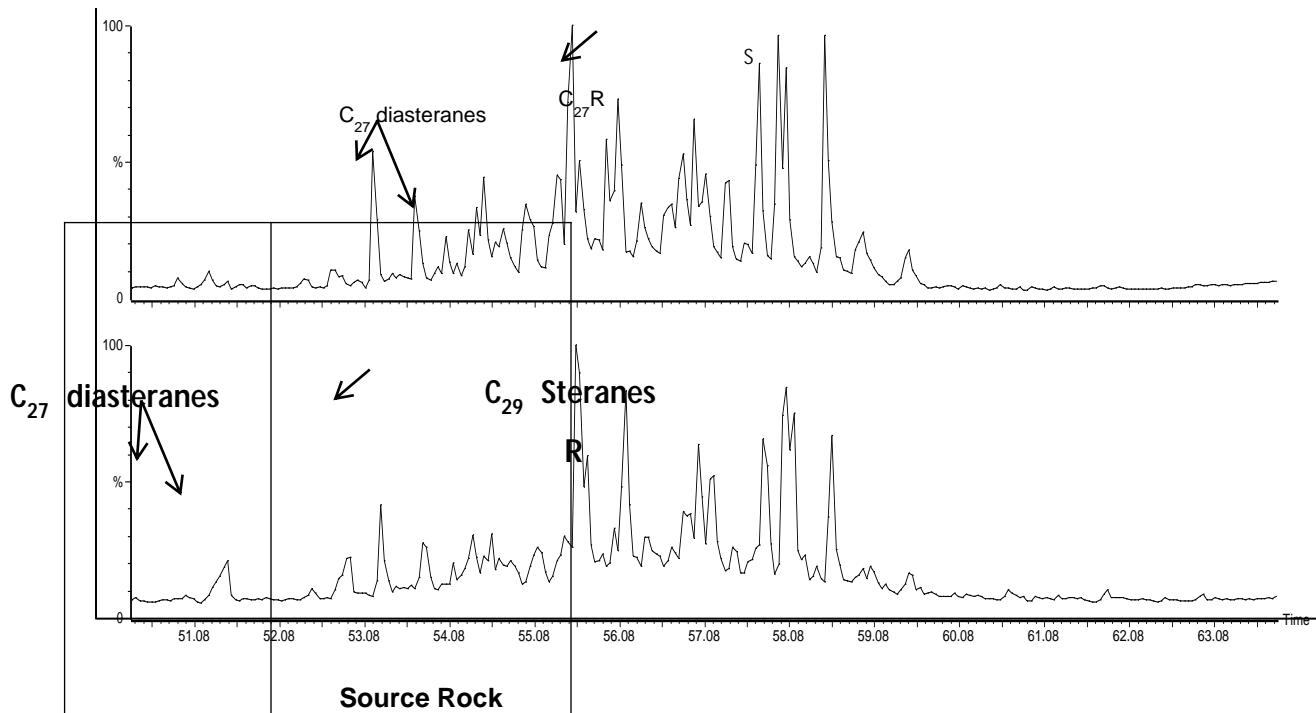 100
S
C27R
C27 diasteranes
%
0
100
C27 diasteranes
C29 Steranes
R
%
0
51.08 52.08 53.08 54.08 55.08 56.08 57.08 58.08 59.08 60.08 61.08 62.08 63.08
Time
Source Rock